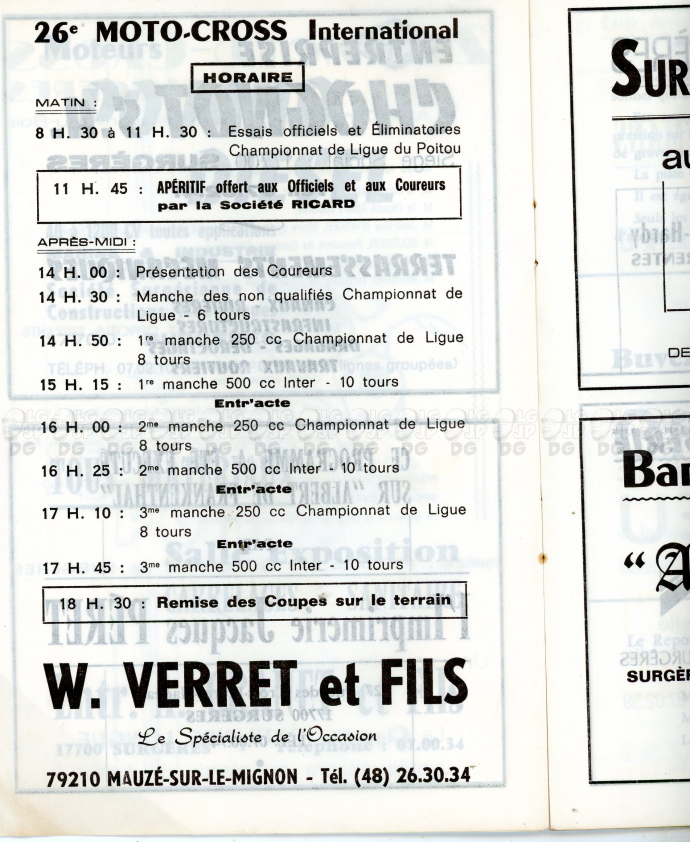 26e MOTO-CROSS International
HORAIRE
MATIN :
8 H. 30 à 11 H. 30 : Essais officiels et Éliminatoires
Championnat de Ligue du Poitou
11 H. 45 : APÉRITIF offert aux Officiels et aux Coureurs
par la Société RICARD
APRÈS-MIDI :
14 H. 00 : Présentation des Coureurs
14 H. 30 : Manche des non qualifiés Championnat de
Ligue - 6 tours
14 H. 50 : 1re manche 250 cc Championnat de Ligue
8 tours
15 H. 15 : 1re manche 500 cc Inter - 10 tours
Entr'acte
16 H. 00 : 2me manche 250 cc Championnat de Ligue
8 tours
16 H. 25 : 2me manche 500 cc Inter - 10 tours
Entr'acte
17 H. 10 : 3me manche 250 cc Championnat de Ligue
8 tours
Entr'acte
17 H. 45 : 3me manche 500 cc Inter - 10 tours
18 H. 30 : Remise des Coupes sur le terrain
W. VERRET et FILS
Le Spécialiste de l'Occasion
79210 MAUZÉ-SUR-LE-MIGNON - Tél. (48) 26.30.34
SUR
au
DE
Bar
"A
SURGÈR